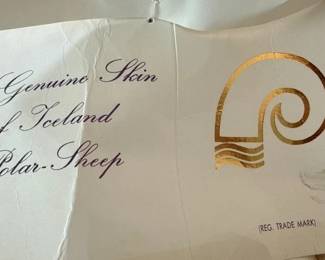 Genuine Skin
f Iceland
Polar-Sheep
(REG. TRADE MARK)